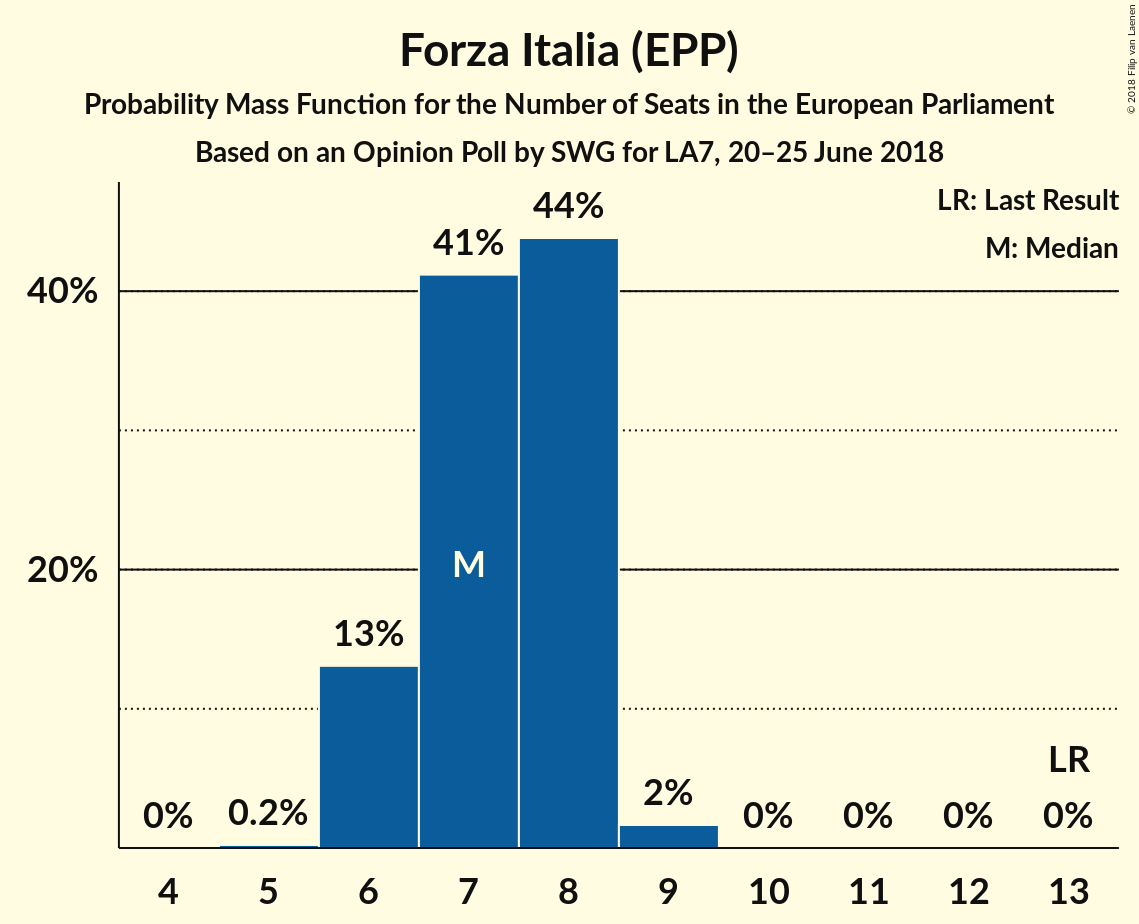 Forza Italia (EPP)
Probability Mass Function for the Number of Seats in the European Parliament
Based on an Opinion Poll by SWG for LA7, 20–25 June 2018
© 2018 Filip van Laenen
LR: Last Result
M: Median
44%
41%
40%
M
20%
13%
LR
0%
0.2%
2%
0%
0%
0%
0%
4
5
6
7
8
9
10
11
12
13